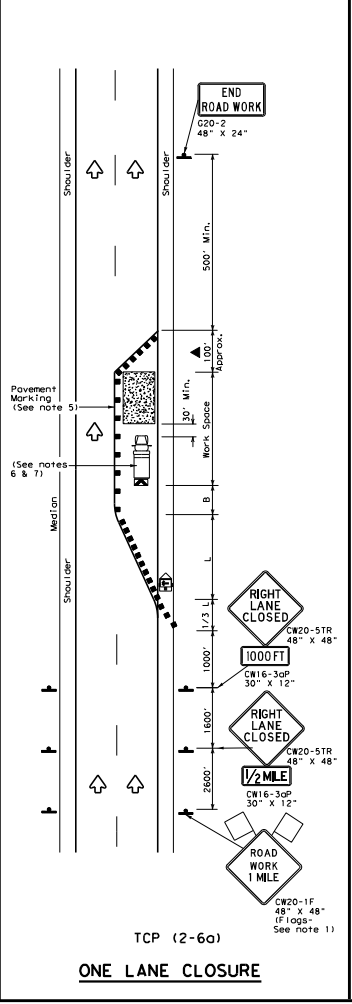 END
ROAD WORK
G20-2
48" X 24"
Shoulder
Shoulder
500' Min.
100'
Approx.
30' Min.
Work Space
Pavement
Marking
(See note 5)
(See notes
6 & 7)
B
L
1/3 L
Median
Shoulder
RIGHT
LANE
CLOSED
CW20-5TR
48" X 48"
1000 FT
CW16-3aP
30" X 12"
1000'
1600'
RIGHT
LANE
CLOSED
CW20-5TR
48" X 48"
1/2 MILE
CW16-3aP
30" X 12"
2600'
ROAD
WORK
1 MILE
CW20-1F
48" X 48"
(Flags-
See note 1)
TCP (2-6a)
ONE LANE CLOSURE